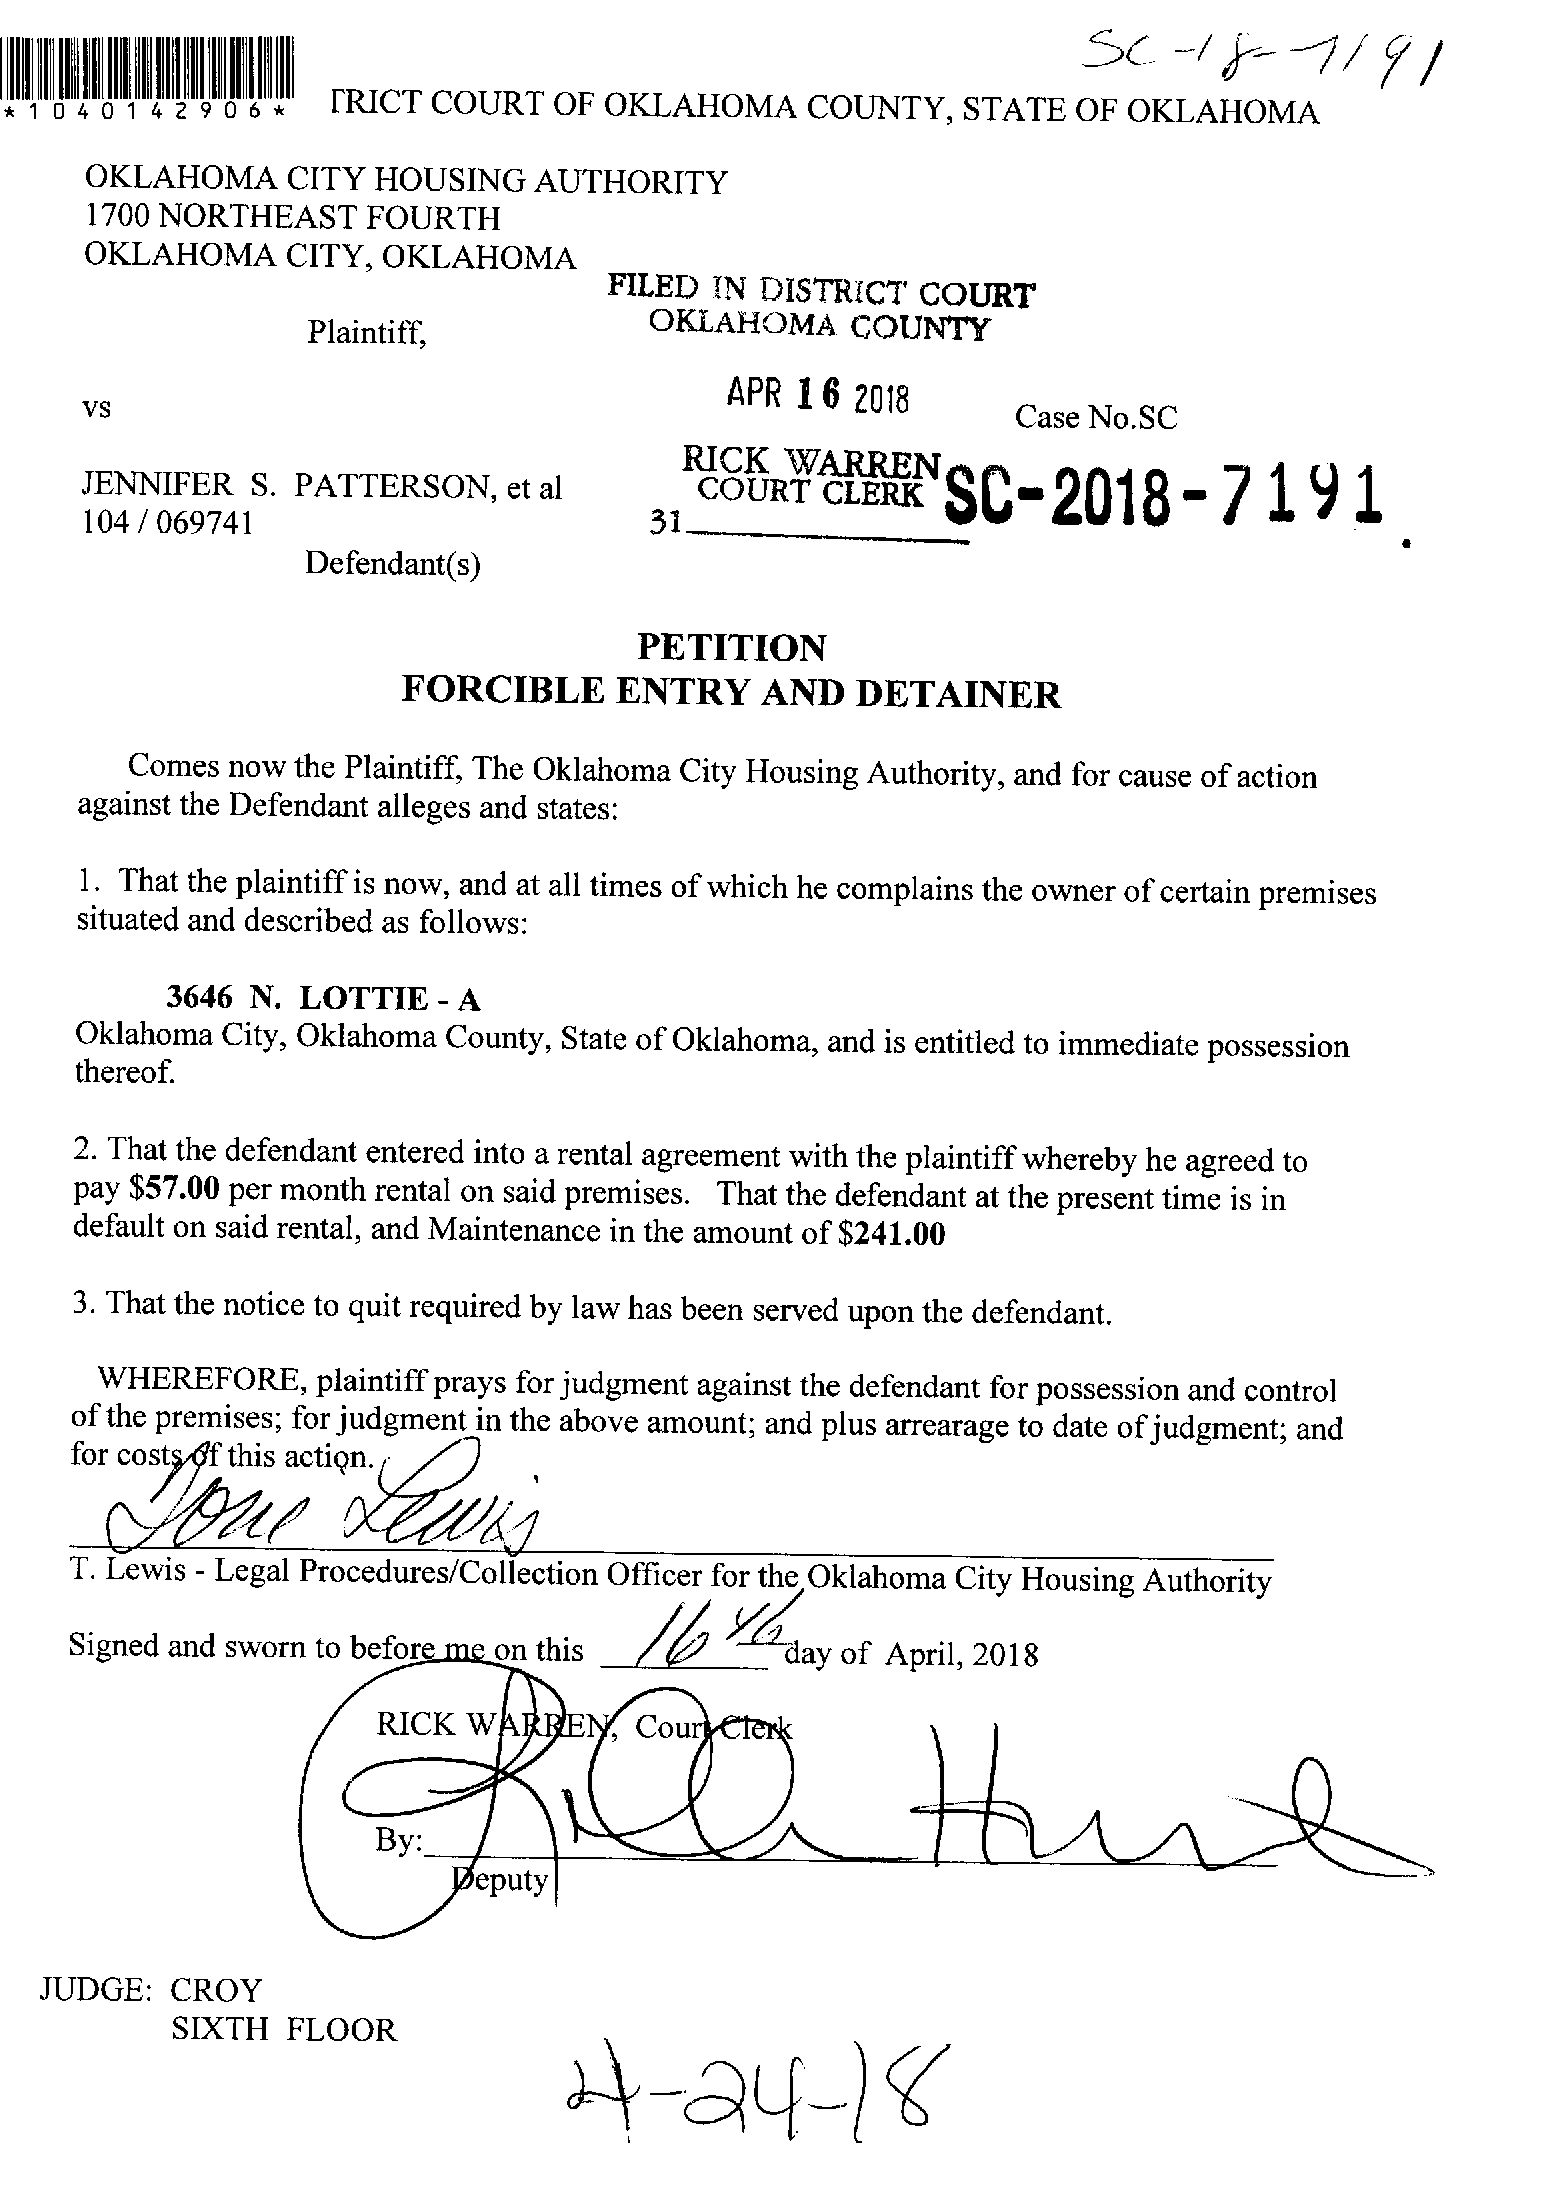 SC-18-7191
*1040142906*
TRICT COURT OF OKLAHOMA COUNTY, STATE OF OKLAHOMA
OKLAHOMA CITY HOUSING AUTHORITY
1700 NORTHEAST FOURTH
OKLAHOMA CITY, OKLAHOMA
FILED IN DISTRICT COURT
OKLAHOMA COUNTY
Plaintiff,
APR 16 2018
vs
Case No.SC
RICK WARREN
COURT CLERK
SC-2018-7191
JENNIFER S. PATTERSON, et al
104 / 069741
31
Defendant(s)
PETITION
FORCIBLE ENTRY AND DETAINER
Comes now the Plaintiff, The Oklahoma City Housing Authority, and for cause of action
against the Defendant alleges and states:
1. That the plaintiff is now, and at all times of which he complains the owner of certain premises
situated and described as follows:
3646 N. LOTTIE - A
Oklahoma City, Oklahoma County, State of Oklahoma, and is entitled to immediate possession
thereof.
2. That the defendant entered into a rental agreement with the plaintiff whereby he agreed to
pay $57.00 per month rental on said premises. That the defendant at the present time is in
default on said rental, and Maintenance in the amount of $241.00
3. That the notice to quit required by law has been served upon the defendant.
WHEREFORE, plaintiff prays for judgment against the defendant for possession and control
of the premises; for judgment in the above amount; and plus arrearage to date of judgment; and
for costs of this action.
Lewis
T. Lewis - Legal Procedures/Collection Officer for the Oklahoma City Housing Authority
Signed and sworn to before me on this 16th day of April, 2018
RICK WARREN, Court Clerk
By:
Deputy
JUDGE: CROY
SIXTH FLOOR
4-24-18